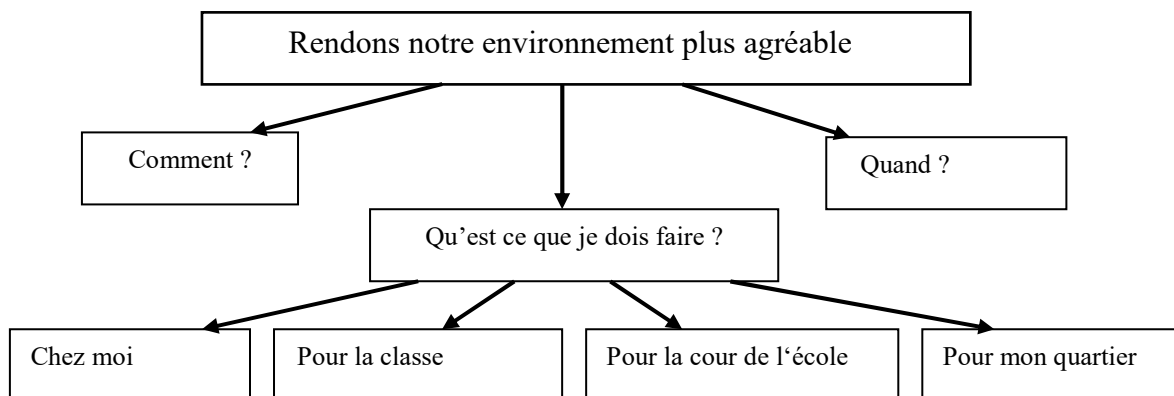 Rendons notre environnement plus agréable
Comment ?
Quand ?
Qu’est ce que je dois faire ?
Chez moi
Pour la classe
Pour la cour de l‘école
Pour mon quartier